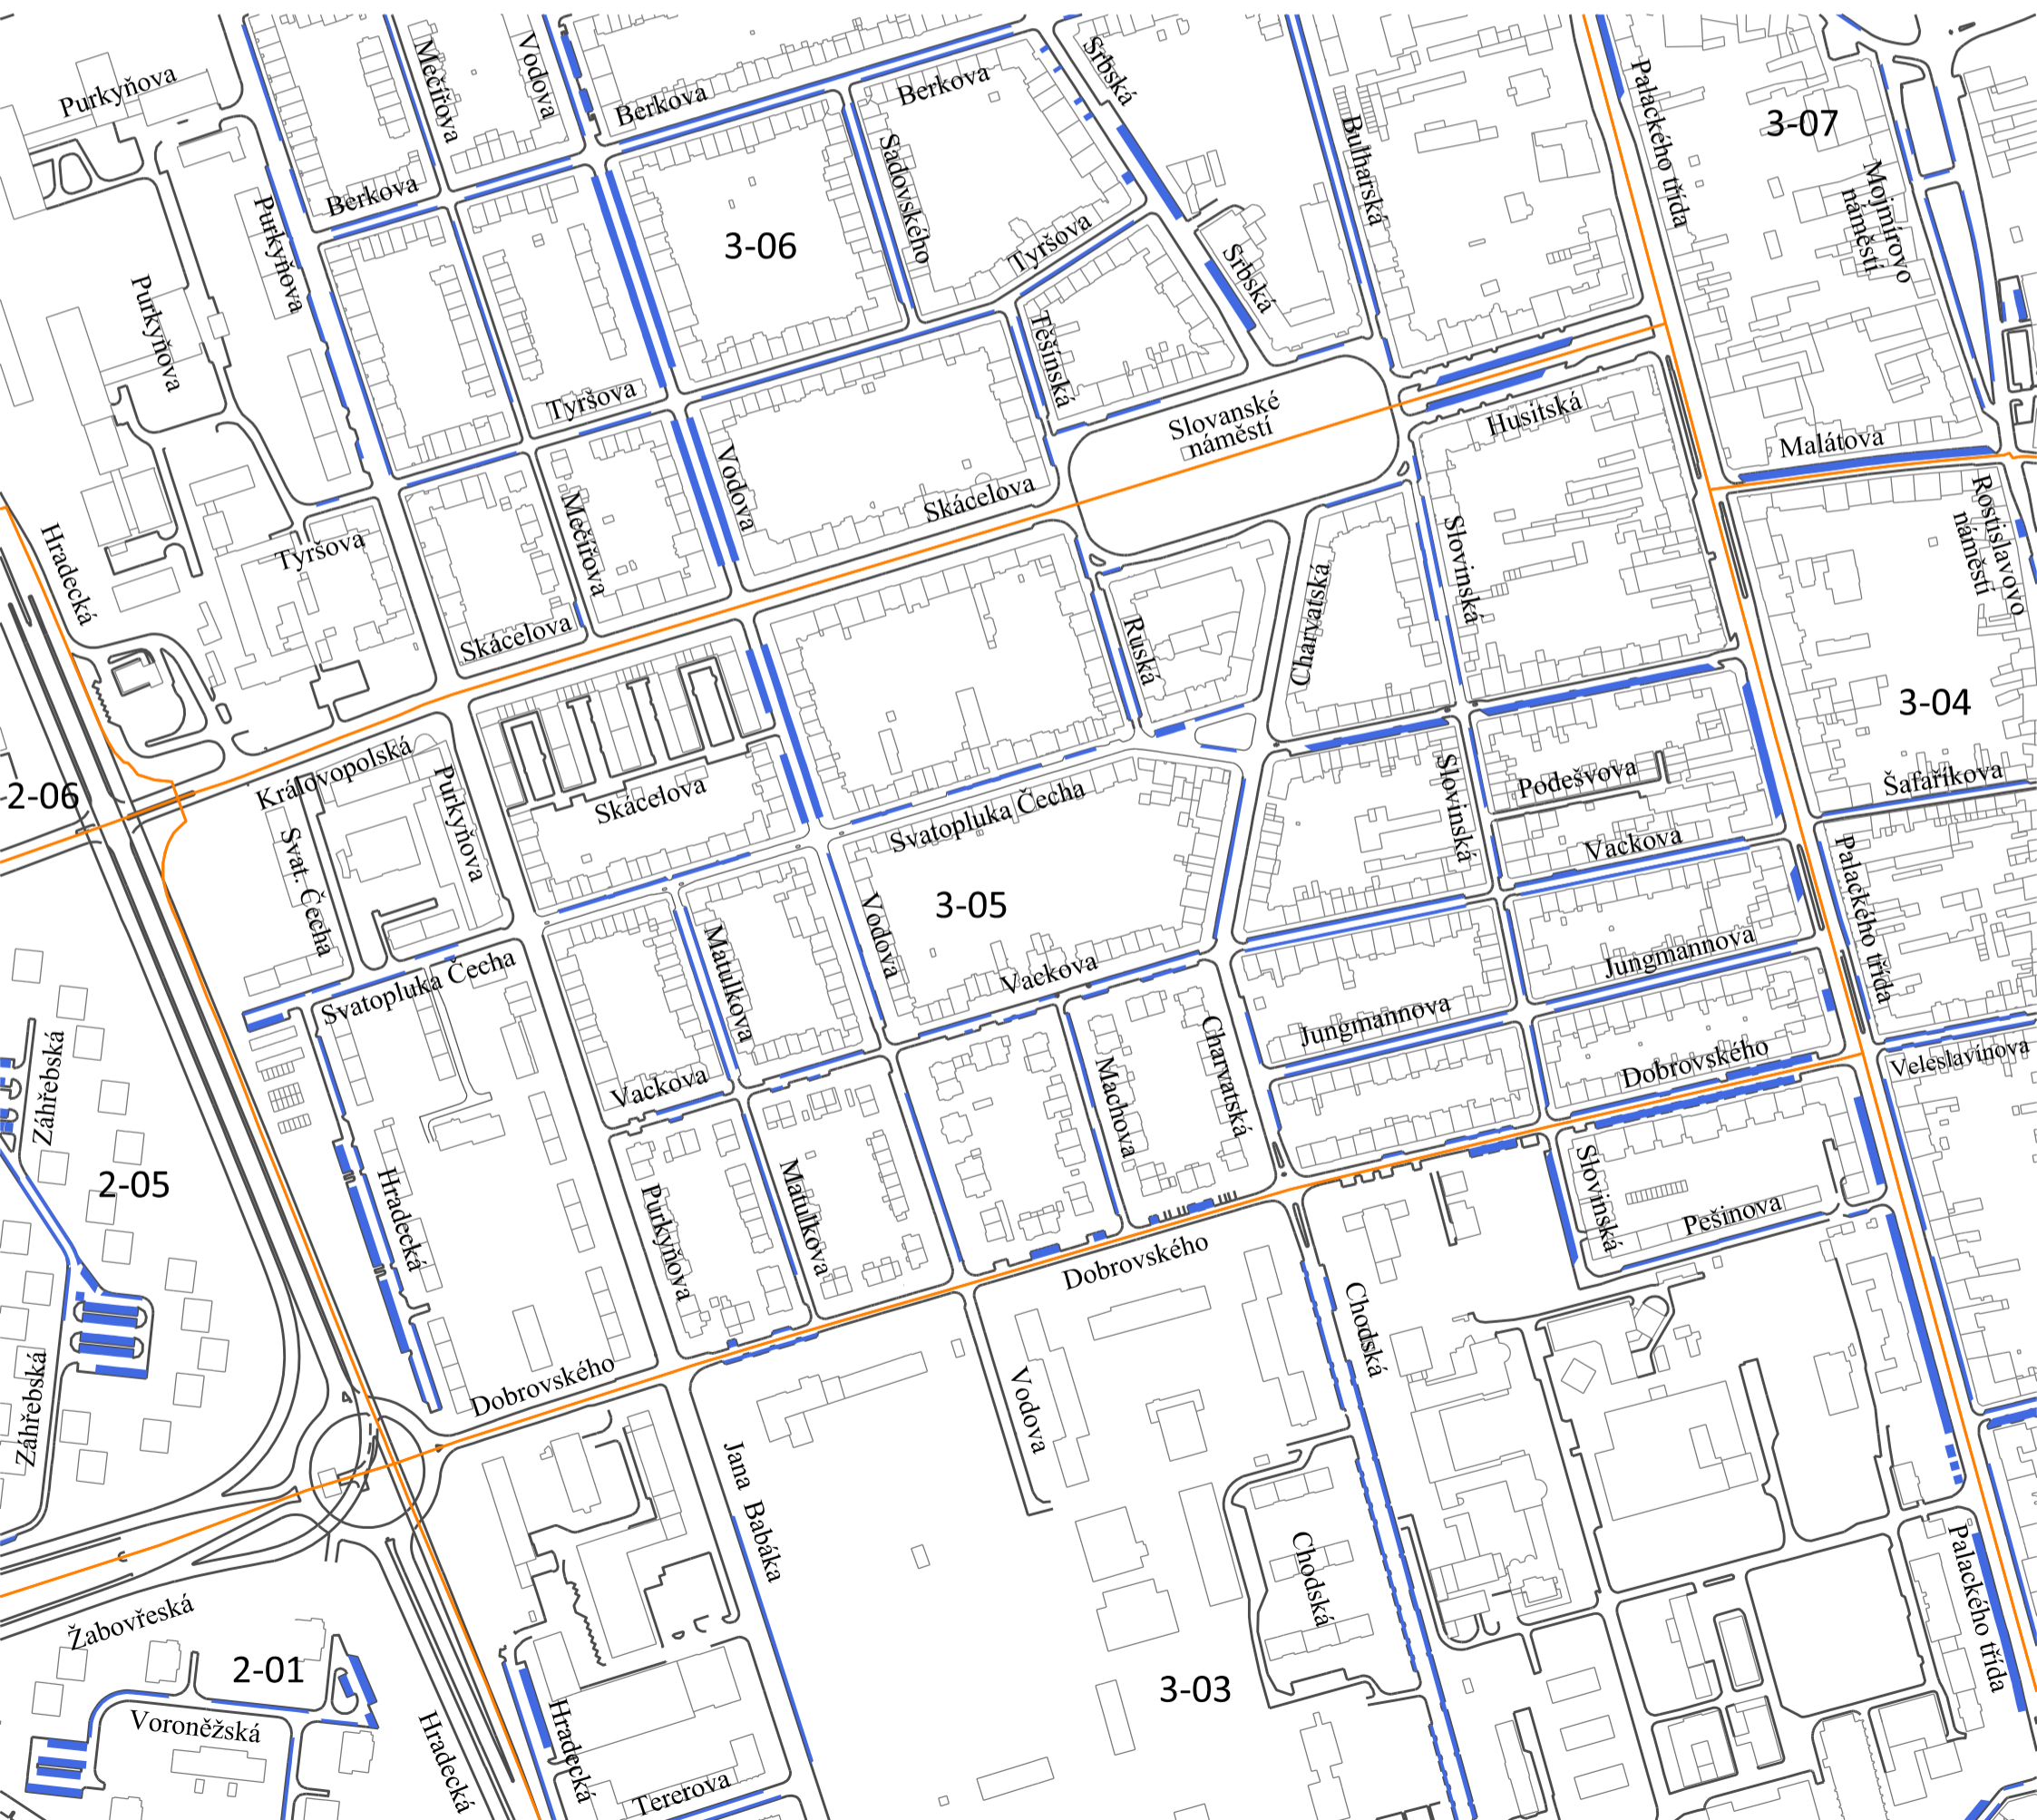 Purkyňova
Mečířova
Vodova
Berkova
Berkova
Srbská
Palackého třída
3-07
Bulharská
Sadovského
Mojmírovo
náměstí
Berkova
Purkyňova
3-06
Tyršova
Srbská
Purkyňova
Těšínská
Tyršova
Slovanské
náměstí
Husitská
Malátova
Vodova
Skácelova
Mečířova
Rostislavovo
náměstí
Hradecká
Tyršova
Slovinská
Charvatská
Skácelova
Ruská
3-04
Královopolská
Purkyňova
Skácelova
Svatopluka Čecha
Slovinská
Podešvova
Šafaříkova
2-06
Svat. Čecha
Vackova
Palackého třída
3-05
Vodova
Matulkova
Vackova
Jungmannova
Svatopluka Čecha
Jungmannova
Charvatská
Záhřebská
Vackova
Machova
Dobrovského
Veleslavínova
2-05
Hradecká
Purkyňova
Matulkova
Slovinská
Pešinova
Dobrovského
Chodská
Záhřebská
Dobrovského
Vodova
Jana Babáka
Chodská
Palackého třída
Žabovřeská
2-01
3-03
Voroněžská
Hradecká
Hradecká
Tererova